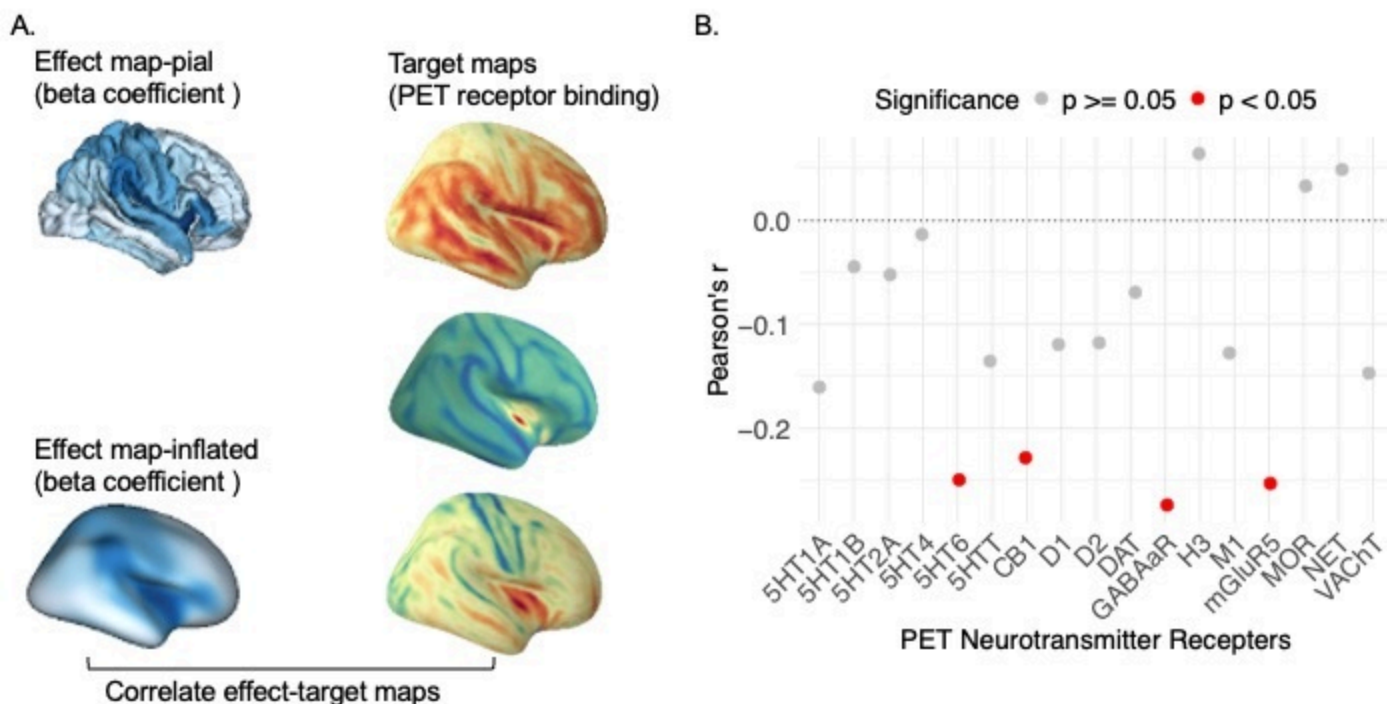 A.
Effect map-pial
(beta coefficient )
Target maps
(PET receptor binding)
Effect map-inflated
(beta coefficient )
Correlate effect-target maps
B.
Significance p >= 0.05 p < 0.05
Pearson's r
0.0
−0.1
−0.2
5HT1A
5HT1B
5HT2A
5HT4
5HT6
5HTT
CB1
D1
D2
DAT
GABAaR
H3
M1
mGluR5
MOR
NET
VAChT
PET Neurotransmitter Recepters